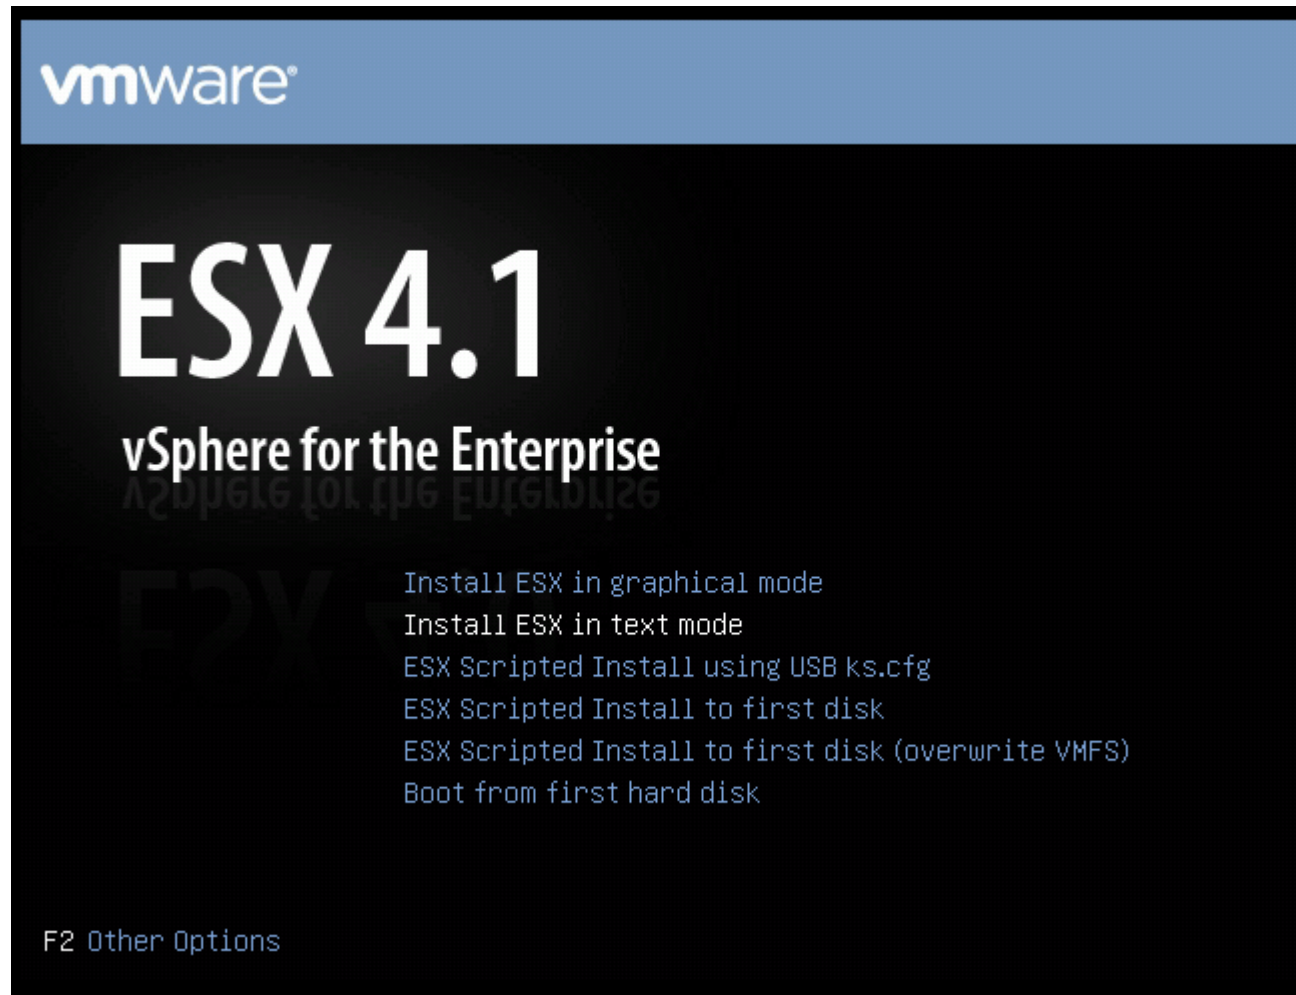 vmware®
ESX 4.1
vSphere for the Enterprise
Install ESX in graphical mode
Install ESX in text mode
ESX Scripted Install using USB ks.cfg
ESX Scripted Install to first disk
ESX Scripted Install to first disk (overwrite VMFS)
Boot from first hard disk
F2 Other Options